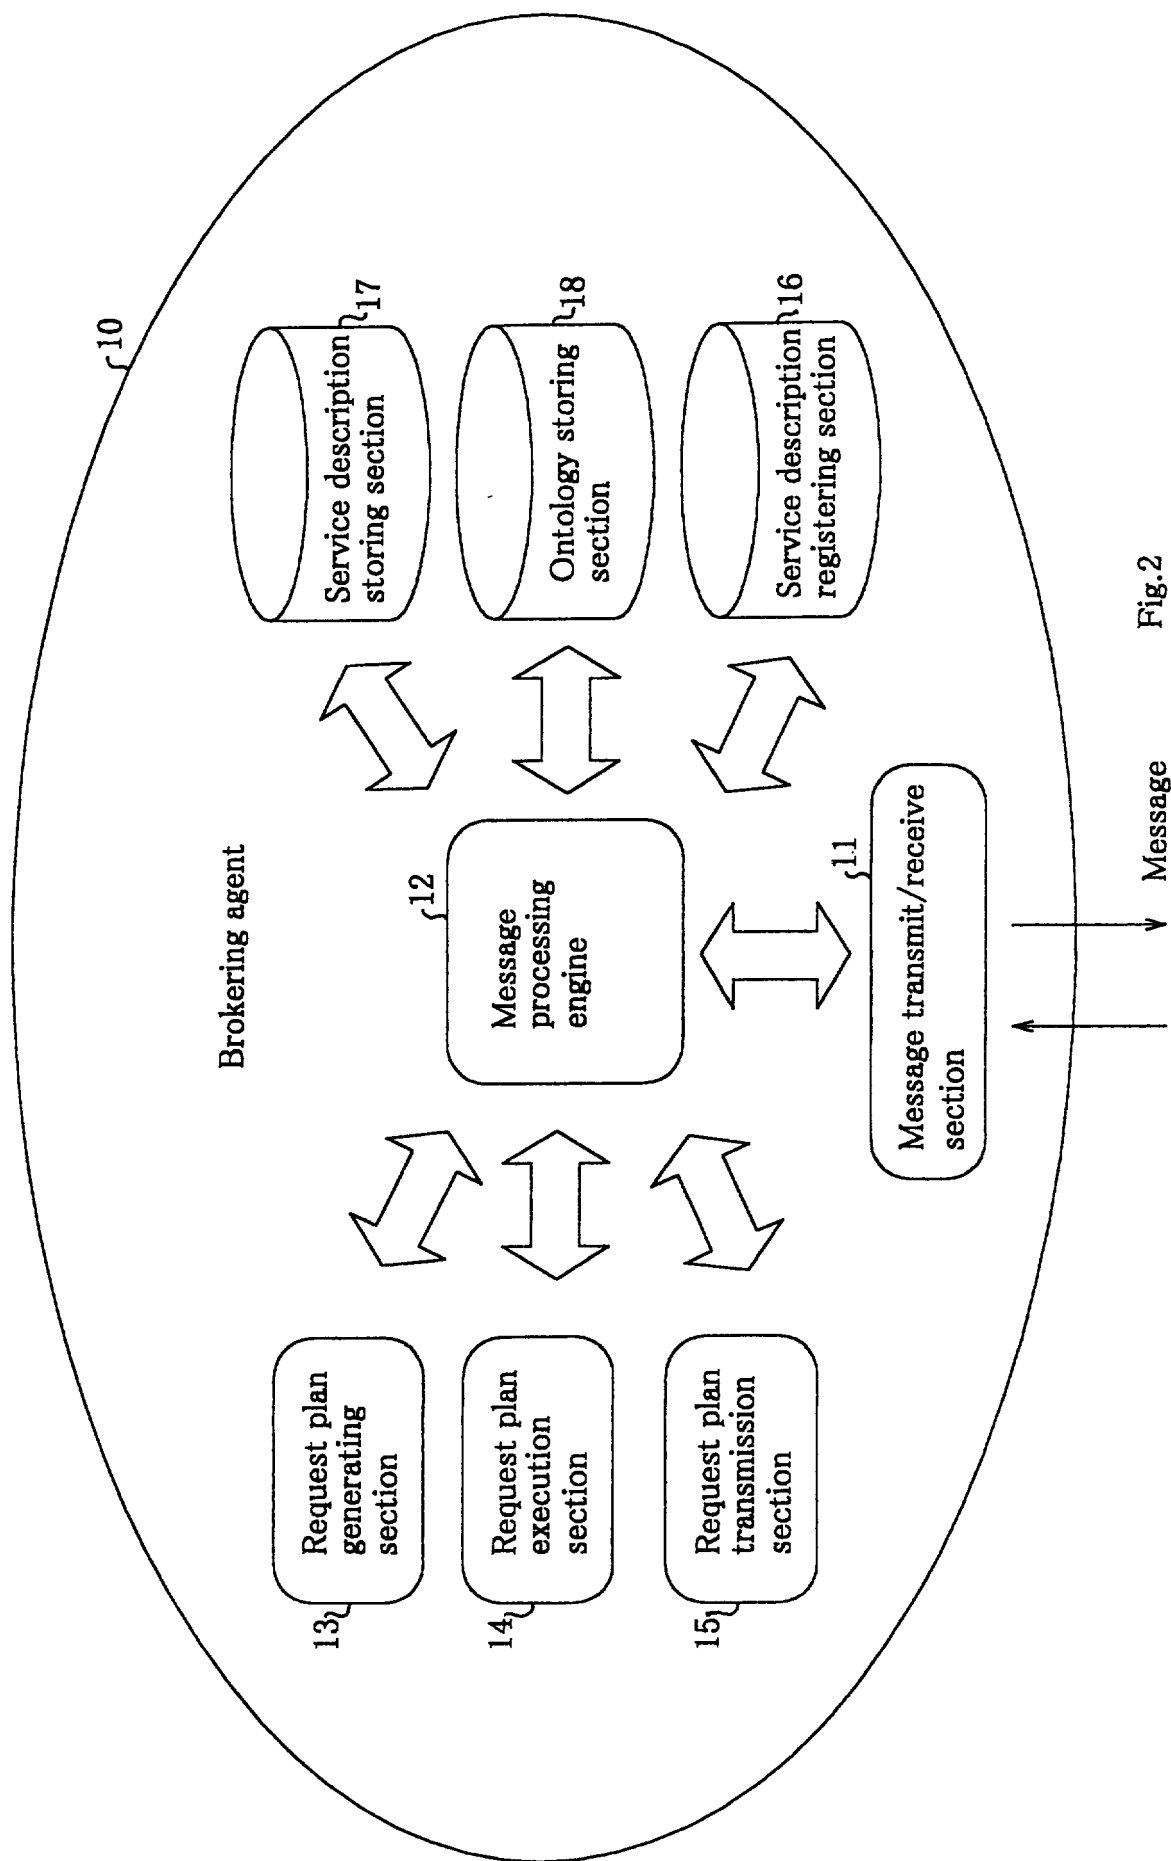 10
Brokering agent
13
Request plan
generating
section
14
Request plan
execution
section
15
Request plan
transmission
section
12
Message
processing
engine
17
Service description
storing section
18
Ontology storing
section
16
Service description
registering section
11
Message transmit/receive
section
Message
Fig.2